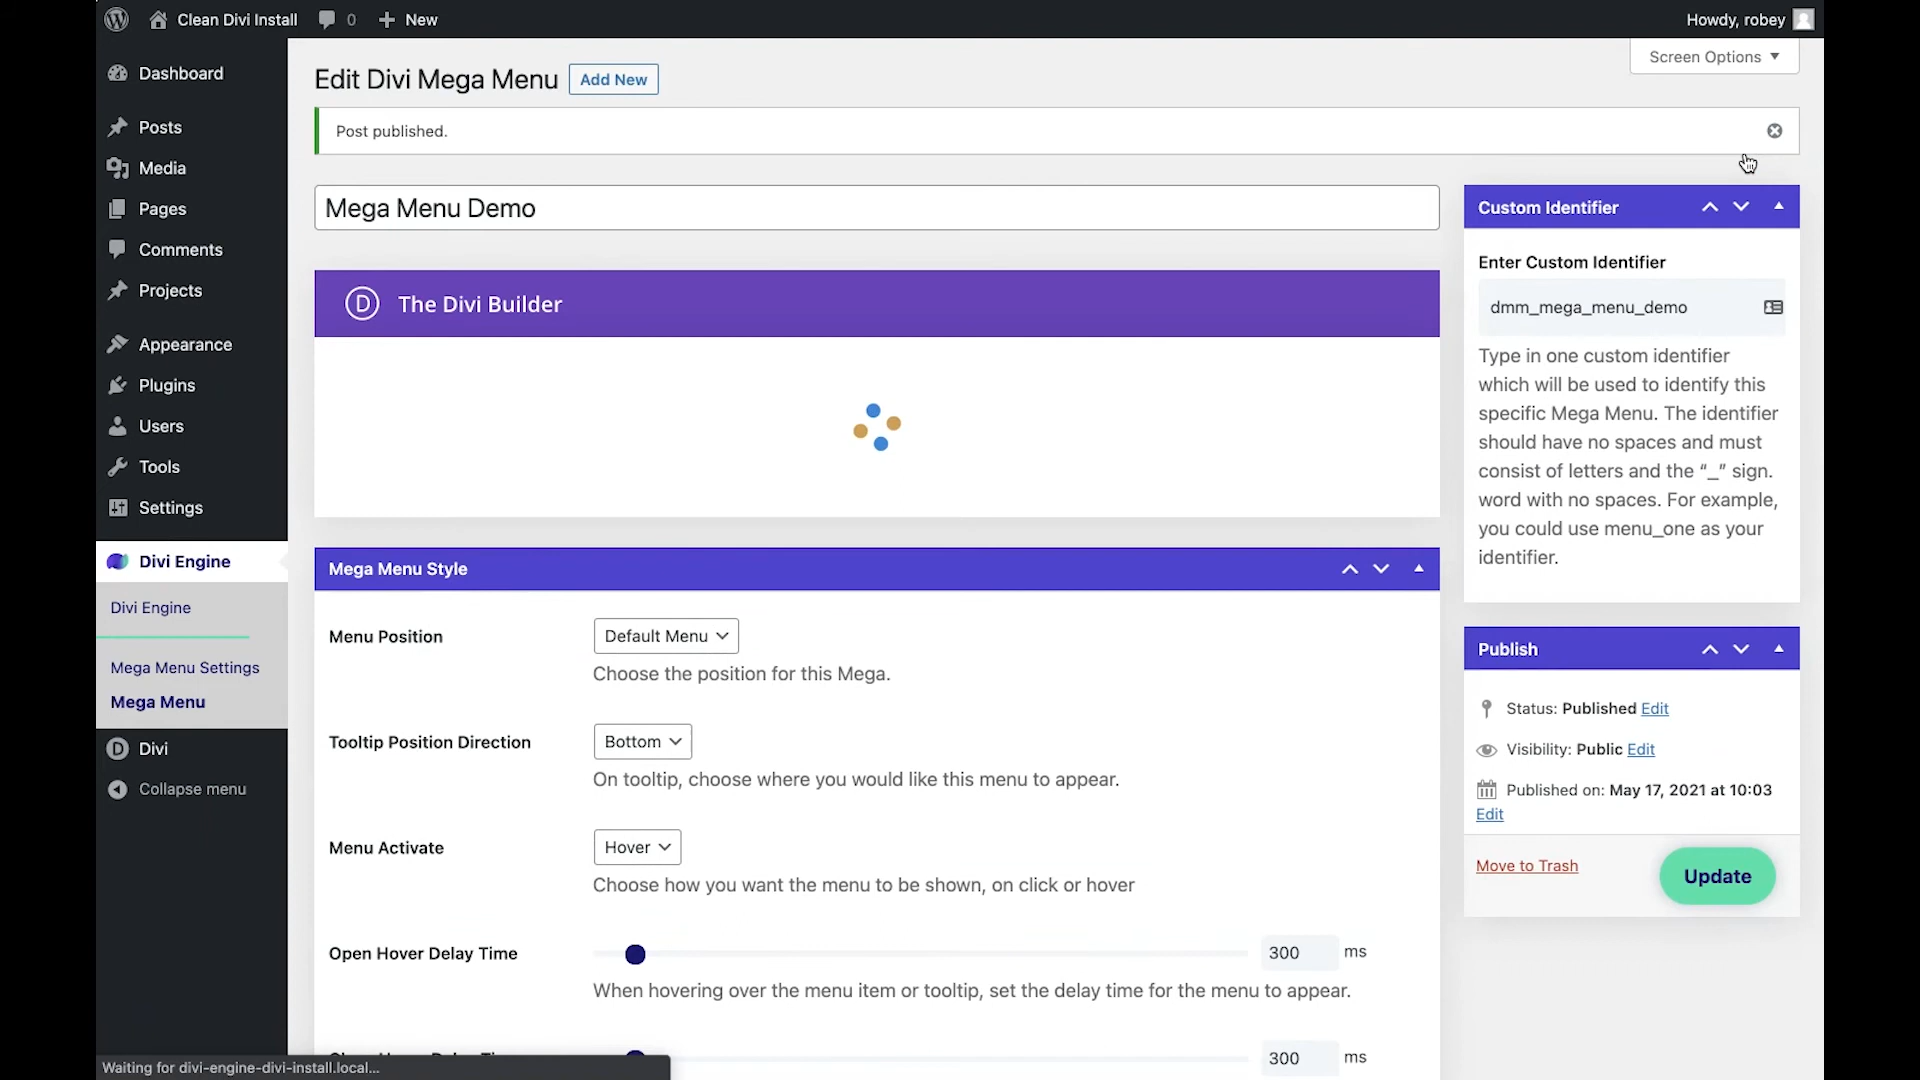 Clean Divi Install
0
New
Howdy, robey
Dashboard
Posts
Media
Pages
Comments
Projects
Appearance
Plugins
Users
Tools
Settings
Divi Engine
Divi Engine
Mega Menu Settings
Mega Menu
Divi
Collapse menu
Screen Options
Edit Divi Mega Menu
Add New
Post published.
Mega Menu Demo
The Divi Builder
Mega Menu Style
Menu Position
Default Menu
Choose the position for this Mega.
Tooltip Position Direction
Bottom
On tooltip, choose where you would like this menu to appear.
Menu Activate
Hover
Choose how you want the menu to be shown, on click or hover
Open Hover Delay Time
300 ms
When hovering over the menu item or tooltip, set the delay time for the menu to appear.
300 ms
Custom Identifier
Enter Custom Identifier
dmm_mega_menu_demo
Type in one custom identifier
which will be used to identify this
specific Mega Menu. The identifier
should have no spaces and must
consist of letters and the “_” sign.
word with no spaces. For example,
you could use menu_one as your
identifier.
Publish
Status: Published Edit
Visibility: Public Edit
Published on: May 17, 2021 at 10:03
Edit
Move to Trash
Update
Waiting for divi-engine-divi-install.local...